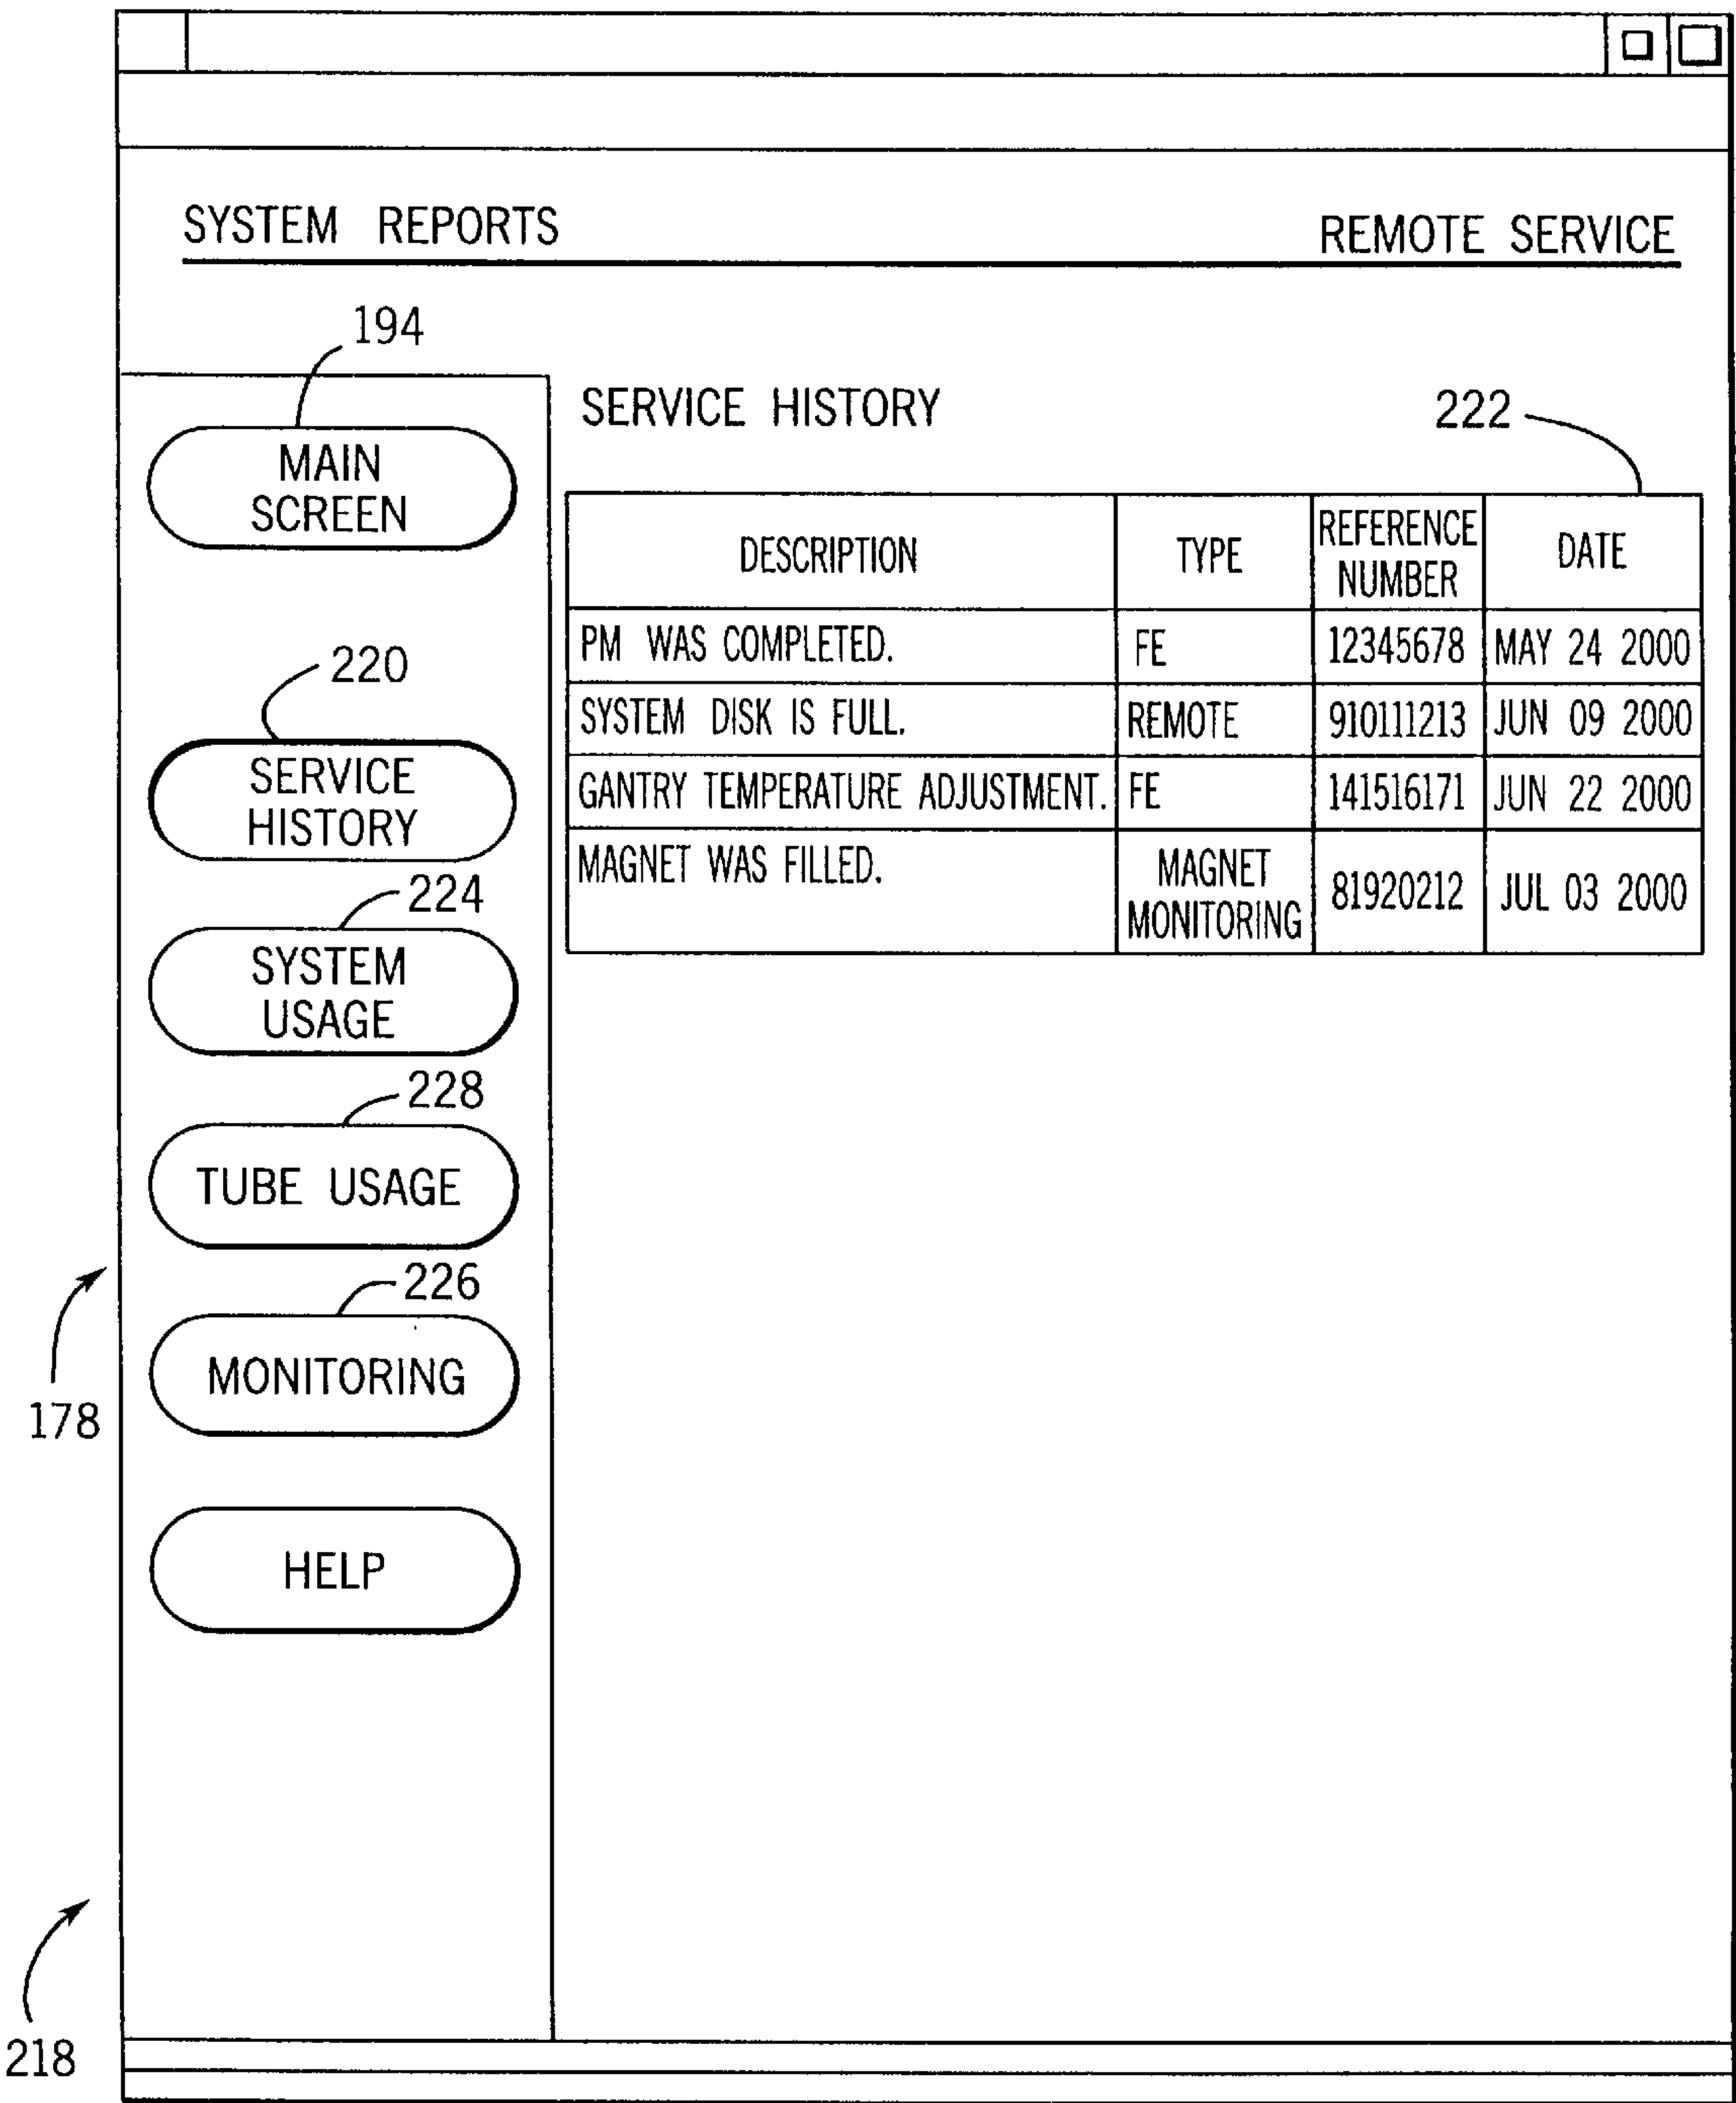 SYSTEM REPORTS
REMOTE SERVICE
194
MAIN
SCREEN
220
SERVICE
HISTORY
224
SYSTEM
USAGE
228
TUBE USAGE
226
MONITORING
HELP
178
218
SERVICE HISTORY
222
DESCRIPTION TYPE REFERENCE NUMBER DATE
PM WAS COMPLETED. FE 12345678 MAY 24 2000
SYSTEM DISK IS FULL. REMOTE 910111213 JUN 09 2000
GANTRY TEMPERATURE ADJUSTMENT. FE 141516171 JUN 22 2000
MAGNET WAS FILLED. MAGNET MONITORING 81920212 JUL 03 2000